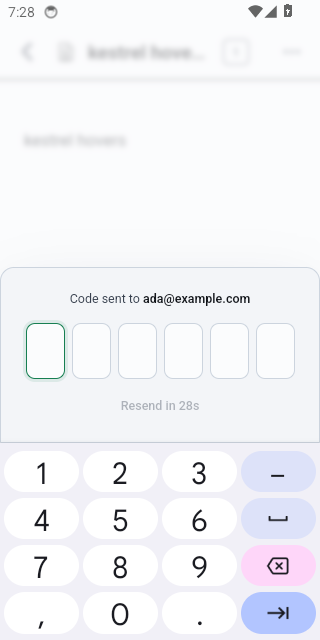 7:28
kestrel hove...
kestrel hovers
Code sent to ada@example.com
Resend in 28s
1 2 3 –
4 5 6
7 8 9
, 0 .